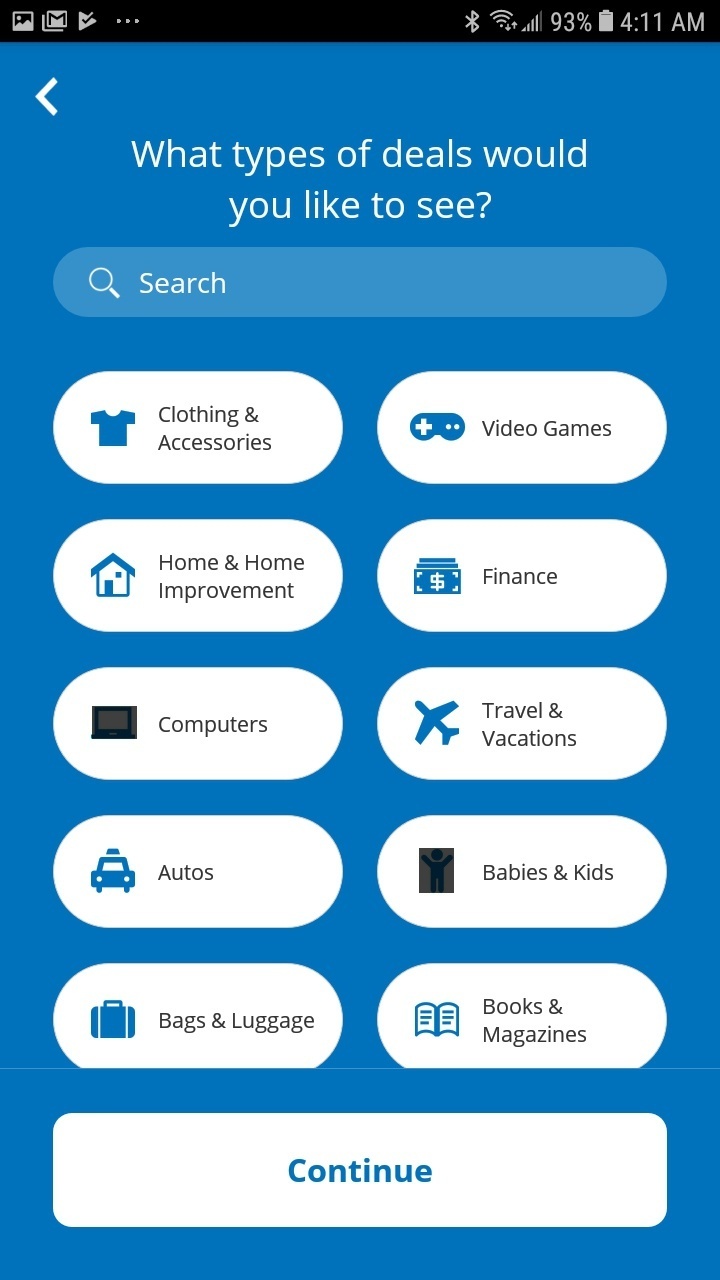 93% 4:11 AM
What types of deals would
you like to see?
Search
Clothing &
Accessories
Video Games
Home & Home
Improvement
Finance
Computers
Travel &
Vacations
Autos
Babies & Kids
Bags & Luggage
Books &
Magazines
Continue